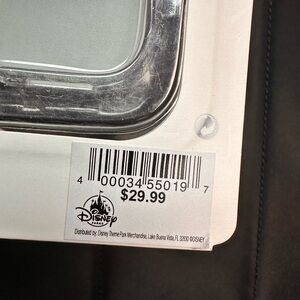 4 00034 55019 7
$29.99
Disney
PARKS
Distributed by: Disney Theme Park Merchandise, Lake Buena Vista, FL 32830 ©DISNEY